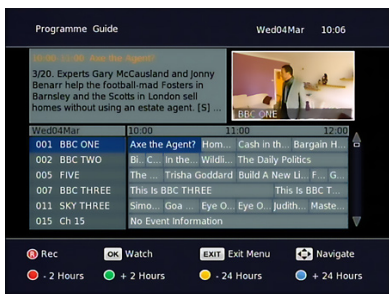 Programme Guide
Wed04Mar 10:06
10:00-11:00 Axe the Agent?
3/20. Experts Gary McCausland and Jonny
Benarr help the football-mad Fosters in
Barnsley and the Scotts in London sell
homes without using an estate agent. [S] ...
BBC ONE
Wed04Mar 10:00 11:00 12:00
001 BBC ONE Axe the Agent? Hom... Cash in th... Bargain H...
002 BBC TWO Bi.. C... In the... Wildli... The Daily Politics
005 FIVE The ... Trisha Goddard Build A New Li... F... G...
007 BBC THREE This Is BBC THREE This Is BBC T...
011 SKY THREE Simo... Goa ... Eye O... Eye O... Judith... Maste...
015 Ch 15 No Event Information
R Rec OK Watch EXIT Exit Menu Navigate
- 2 Hours + 2 Hours - 24 Hours + 24 Hours